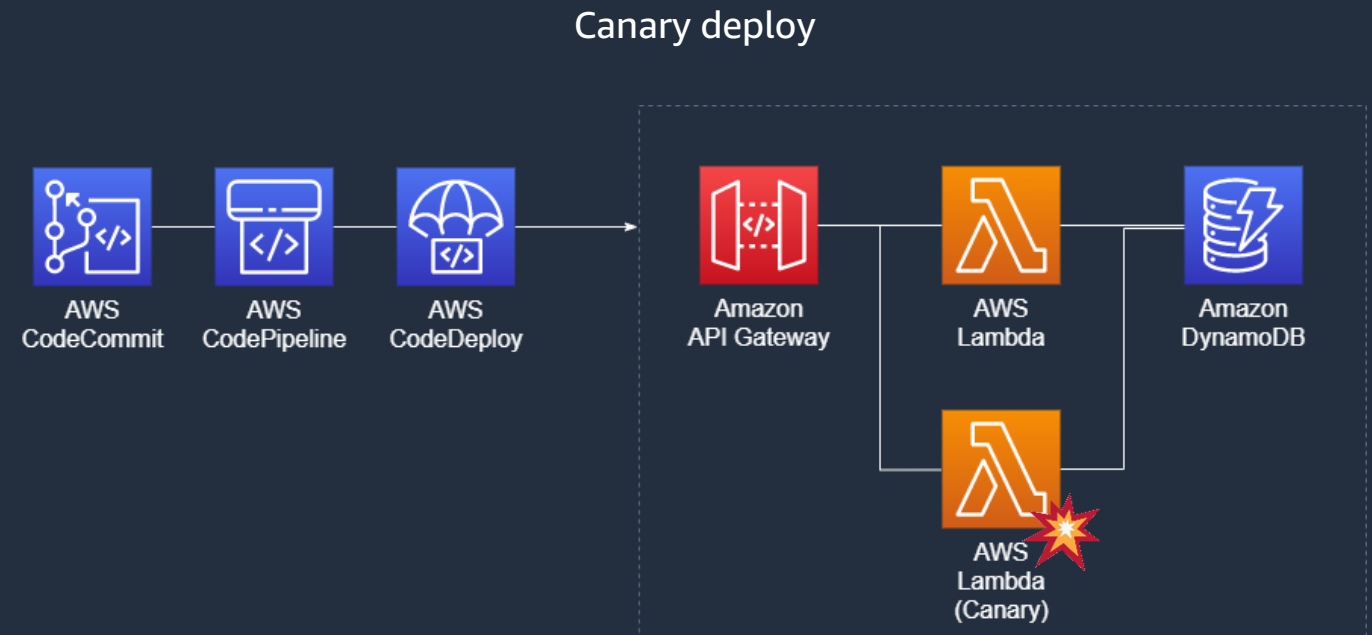 Canary deploy
AWS
CodeCommit
AWS
CodePipeline
AWS
CodeDeploy
Amazon
API Gateway
AWS
Lambda
Amazon
DynamoDB
AWS
Lambda
(Canary)